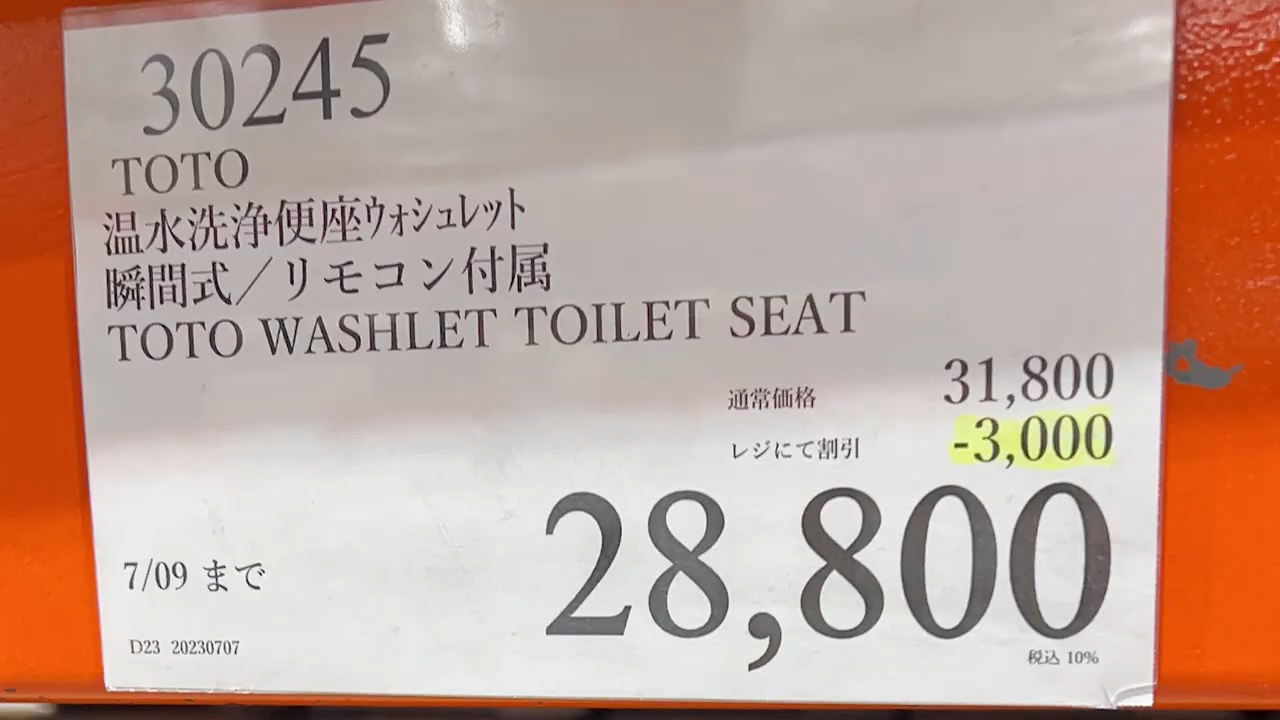 30245
TOTO
温水洗浄便座ｳｫｼｭﾚｯﾄ
瞬間式／リモコン付属
TOTO WASHLET TOILET SEAT
通常価格 31,800
レジにて割引 -3,000
28,800
7/09 まで
D23 20230707
税込 10%